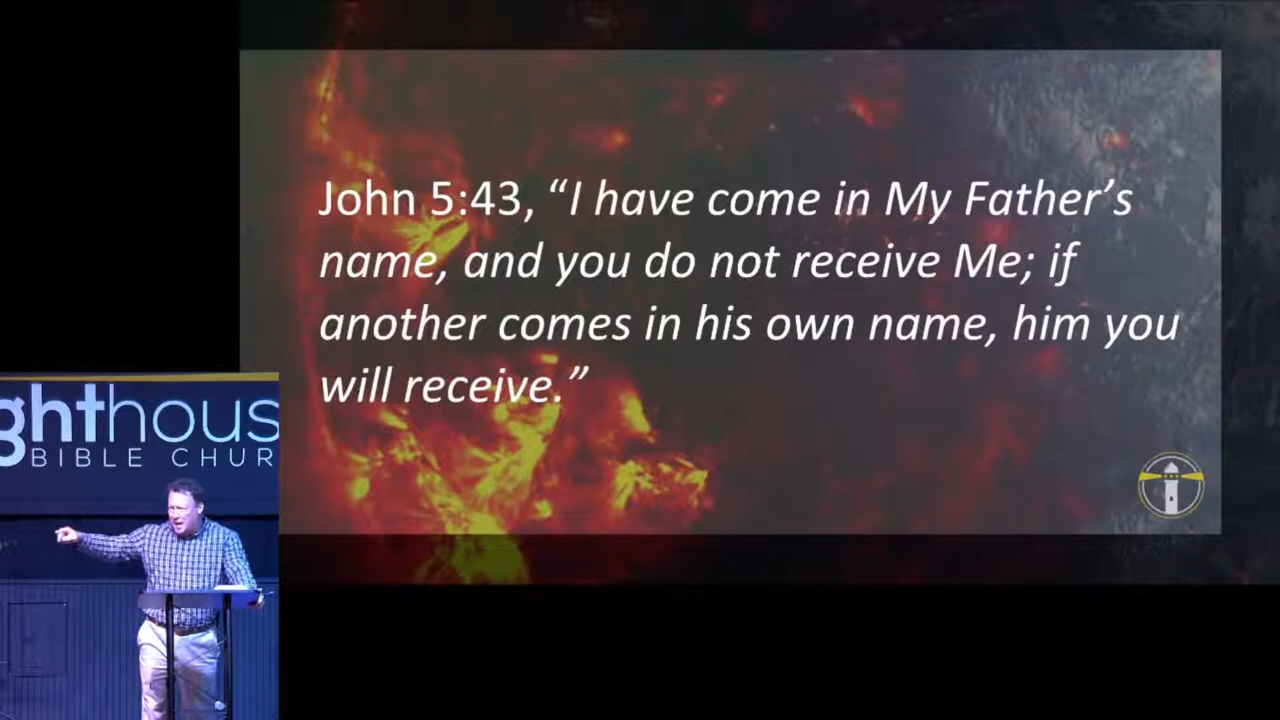 John 5:43, “I have come in My Father’s
name, and you do not receive Me; if
another comes in his own name, him you
will receive.”
ghthous
BIBLE CHUR